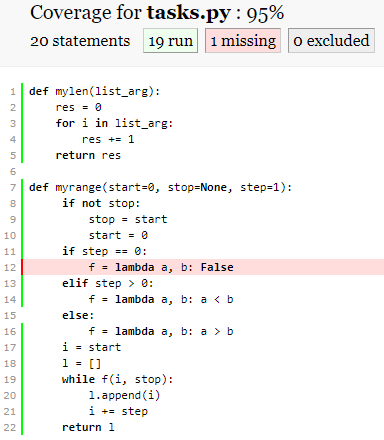 Coverage for tasks.py : 95%
20 statements 19 run 1 missing 0 excluded
1 def mylen(list_arg):
2     res = 0
3     for i in list_arg:
4         res += 1
5     return res
6
7 def myrange(start=0, stop=None, step=1):
8      if not stop:
9          stop = start
10          start = 0
11      if step == 0:
12          f = lambda a, b: False
13      elif step > 0:
14          f = lambda a, b: a < b
15      else:
16          f = lambda a, b: a > b
17      i = start
18      l = []
19      while f(i, stop):
20          l.append(i)
21          i += step
22      return l